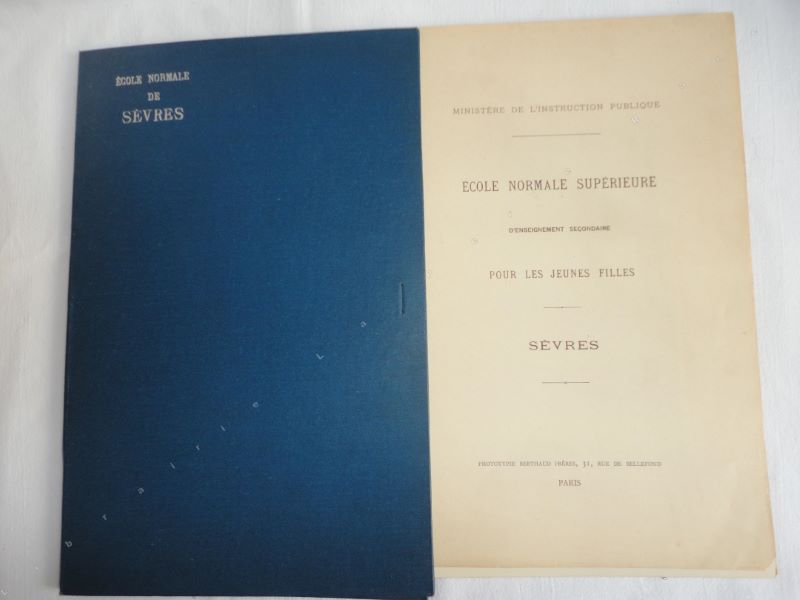 ÉCOLE NORMALE
DE
SÈVRES
MINISTÈRE DE L'INSTRUCTION PUBLIQUE
ÉCOLE NORMALE SUPÉRIEURE
D'ENSEIGNEMENT SECONDAIRE
POUR LES JEUNES FILLES
SÈVRES
PHOTOTYPIE BERTHAUD FRÈRES, 31, RUE DE BELLEFOND
PARIS